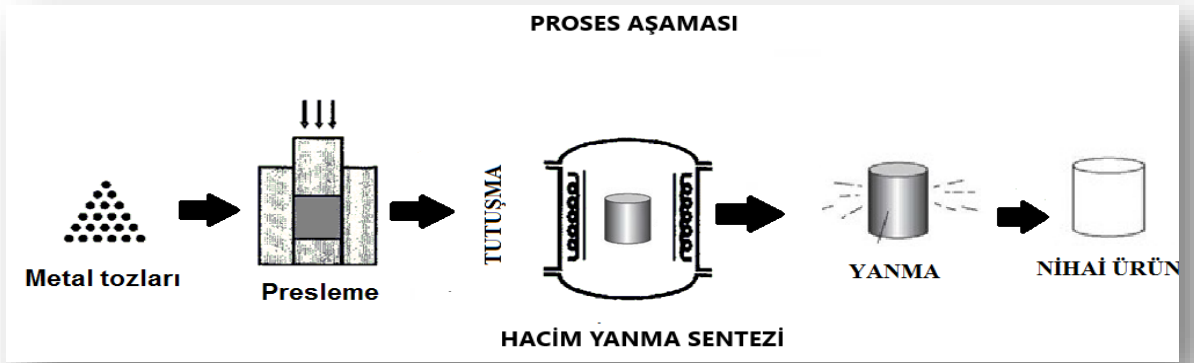 PROSES AŞAMASI
Metal tozları
Presleme
TUTUŞMA
YANMA
NİHAİ ÜRÜN
HACİM YANMA SENTEZİ